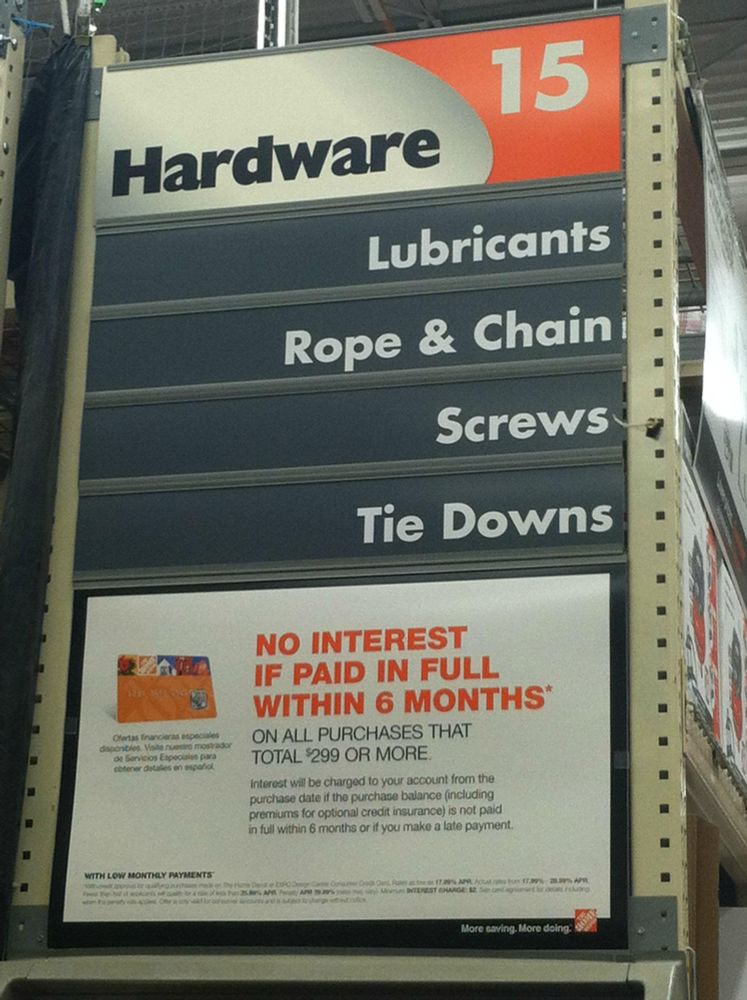 15
Hardware
Lubricants
Rope & Chain
Screws
Tie Downs
NO INTEREST
IF PAID IN FULL
WITHIN 6 MONTHS*
ON ALL PURCHASES THAT
TOTAL $299 OR MORE.
Interest will be charged to your account from the
purchase date if the purchase balance (including
premiums for optional credit insurance) is not paid
in full within 6 months or if you make a late payment.
Ofertas financieras especiales
disponibles. Visite nuestro mostrador
de Servicios Especiales para
obtener detalles en español.
WITH LOW MONTHLY PAYMENTS*
More saving. More doing.